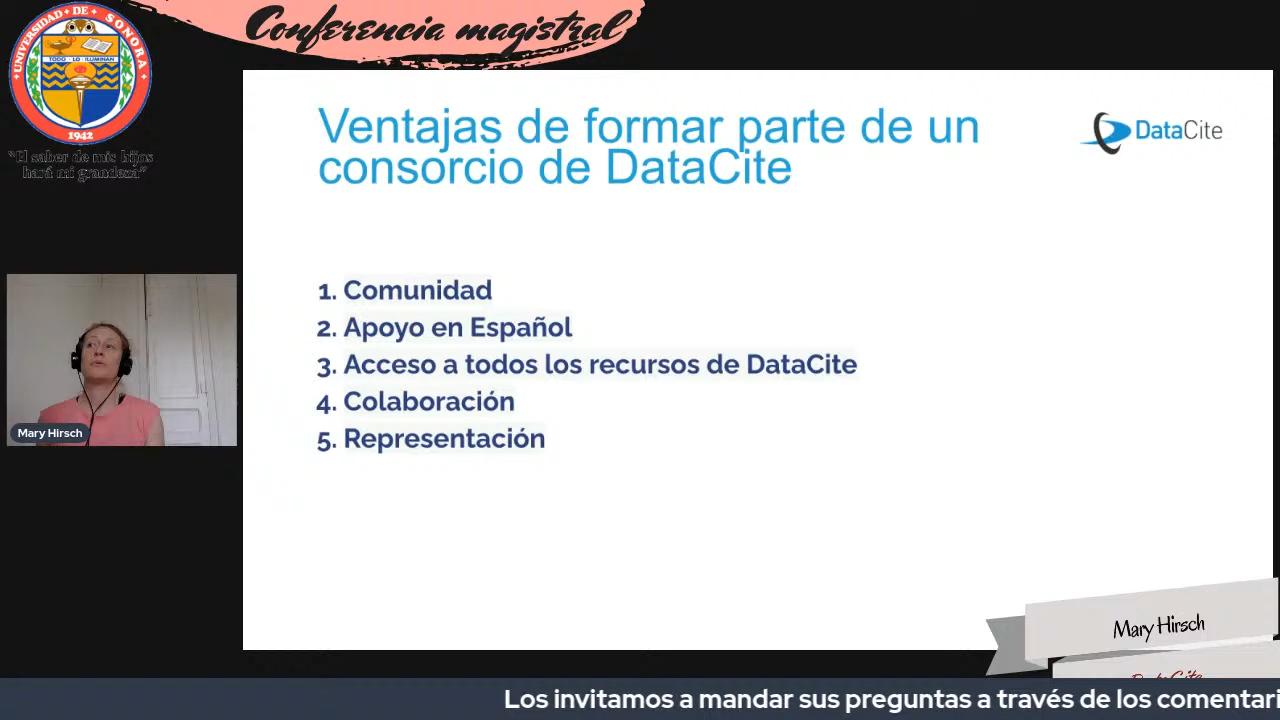 Conferencia magistral
UNIVERSIDAD DE SONORA
TODO LO ILUMINAN
1942
"El saber de mis hijos
hará mi grandeza"
Ventajas de formar parte de un
consorcio de DataCite
DataCite
1. Comunidad
2. Apoyo en Español
3. Acceso a todos los recursos de DataCite
4. Colaboración
5. Representación
Mary Hirsch
Mary Hirsch
DataCite
Los invitamos a mandar sus preguntas a través de los comentari